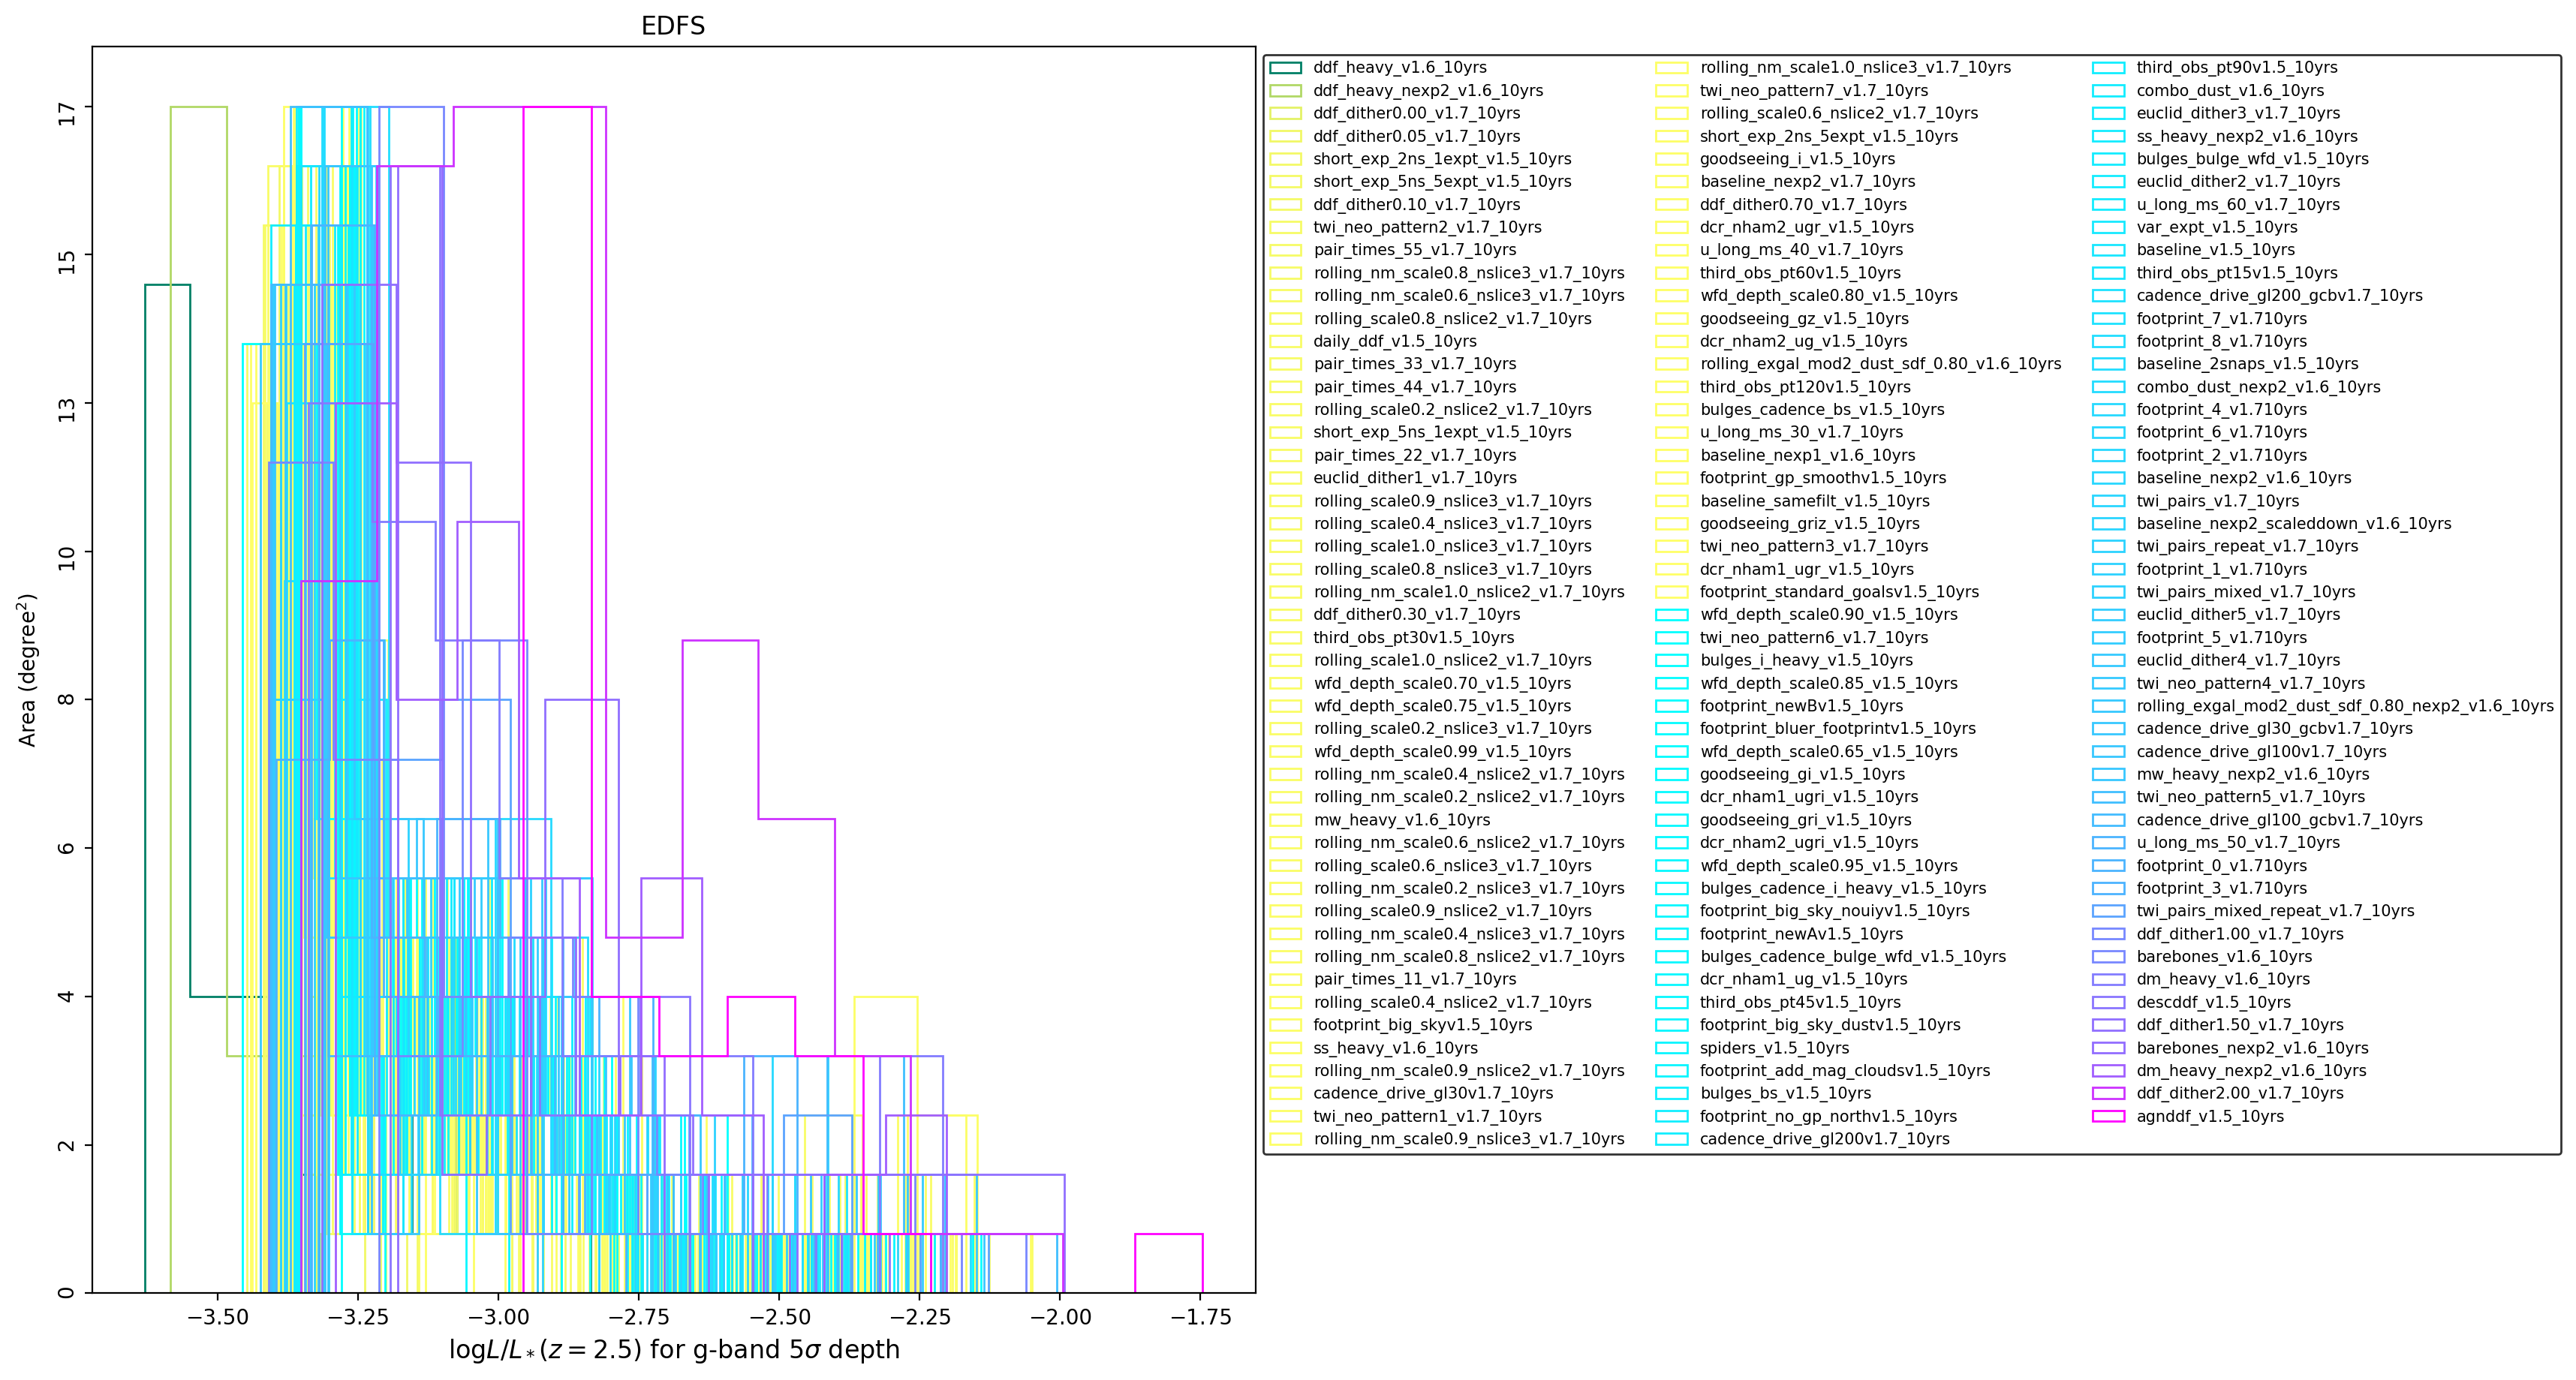 EDFS
Area (degree²)
17
15
13
10
8
6
4
2
0
−3.50 −3.25 −3.00 −2.75 −2.50 −2.25 −2.00 −1.75
logL/L*(z = 2.5) for g-band 5σ depth
ddf_heavy_v1.6_10yrs
ddf_heavy_nexp2_v1.6_10yrs
ddf_dither0.00_v1.7_10yrs
ddf_dither0.05_v1.7_10yrs
short_exp_2ns_1expt_v1.5_10yrs
short_exp_5ns_5expt_v1.5_10yrs
ddf_dither0.10_v1.7_10yrs
twi_neo_pattern2_v1.7_10yrs
pair_times_55_v1.7_10yrs
rolling_nm_scale0.8_nslice3_v1.7_10yrs
rolling_nm_scale0.6_nslice3_v1.7_10yrs
rolling_scale0.8_nslice2_v1.7_10yrs
daily_ddf_v1.5_10yrs
pair_times_33_v1.7_10yrs
pair_times_44_v1.7_10yrs
rolling_scale0.2_nslice2_v1.7_10yrs
short_exp_5ns_1expt_v1.5_10yrs
pair_times_22_v1.7_10yrs
euclid_dither1_v1.7_10yrs
rolling_scale0.9_nslice3_v1.7_10yrs
rolling_scale0.4_nslice3_v1.7_10yrs
rolling_scale1.0_nslice3_v1.7_10yrs
rolling_scale0.8_nslice3_v1.7_10yrs
rolling_nm_scale1.0_nslice2_v1.7_10yrs
ddf_dither0.30_v1.7_10yrs
third_obs_pt30v1.5_10yrs
rolling_scale1.0_nslice2_v1.7_10yrs
wfd_depth_scale0.70_v1.5_10yrs
wfd_depth_scale0.75_v1.5_10yrs
rolling_scale0.2_nslice3_v1.7_10yrs
wfd_depth_scale0.99_v1.5_10yrs
rolling_nm_scale0.4_nslice2_v1.7_10yrs
rolling_nm_scale0.2_nslice2_v1.7_10yrs
mw_heavy_v1.6_10yrs
rolling_nm_scale0.6_nslice2_v1.7_10yrs
rolling_scale0.6_nslice3_v1.7_10yrs
rolling_nm_scale0.2_nslice3_v1.7_10yrs
rolling_scale0.9_nslice2_v1.7_10yrs
rolling_nm_scale0.4_nslice3_v1.7_10yrs
rolling_nm_scale0.8_nslice2_v1.7_10yrs
pair_times_11_v1.7_10yrs
rolling_scale0.4_nslice2_v1.7_10yrs
footprint_big_skyv1.5_10yrs
ss_heavy_v1.6_10yrs
rolling_nm_scale0.9_nslice2_v1.7_10yrs
cadence_drive_gl30v1.7_10yrs
twi_neo_pattern1_v1.7_10yrs
rolling_nm_scale0.9_nslice3_v1.7_10yrs
rolling_nm_scale1.0_nslice3_v1.7_10yrs
twi_neo_pattern7_v1.7_10yrs
rolling_scale0.6_nslice2_v1.7_10yrs
short_exp_2ns_5expt_v1.5_10yrs
goodseeing_i_v1.5_10yrs
baseline_nexp2_v1.7_10yrs
ddf_dither0.70_v1.7_10yrs
dcr_nham2_ugr_v1.5_10yrs
u_long_ms_40_v1.7_10yrs
third_obs_pt60v1.5_10yrs
wfd_depth_scale0.80_v1.5_10yrs
goodseeing_gz_v1.5_10yrs
dcr_nham2_ug_v1.5_10yrs
rolling_exgal_mod2_dust_sdf_0.80_v1.6_10yrs
third_obs_pt120v1.5_10yrs
bulges_cadence_bs_v1.5_10yrs
u_long_ms_30_v1.7_10yrs
baseline_nexp1_v1.6_10yrs
footprint_gp_smoothv1.5_10yrs
baseline_samefilt_v1.5_10yrs
goodseeing_griz_v1.5_10yrs
twi_neo_pattern3_v1.7_10yrs
dcr_nham1_ugr_v1.5_10yrs
footprint_standard_goalsv1.5_10yrs
wfd_depth_scale0.90_v1.5_10yrs
twi_neo_pattern6_v1.7_10yrs
bulges_i_heavy_v1.5_10yrs
wfd_depth_scale0.85_v1.5_10yrs
footprint_newBv1.5_10yrs
footprint_bluer_footprintv1.5_10yrs
wfd_depth_scale0.65_v1.5_10yrs
goodseeing_gi_v1.5_10yrs
dcr_nham1_ugri_v1.5_10yrs
goodseeing_gri_v1.5_10yrs
dcr_nham2_ugri_v1.5_10yrs
wfd_depth_scale0.95_v1.5_10yrs
bulges_cadence_i_heavy_v1.5_10yrs
footprint_big_sky_nouiyv1.5_10yrs
footprint_newAv1.5_10yrs
bulges_cadence_bulge_wfd_v1.5_10yrs
dcr_nham1_ug_v1.5_10yrs
third_obs_pt45v1.5_10yrs
footprint_big_sky_dustv1.5_10yrs
spiders_v1.5_10yrs
footprint_add_mag_cloudsv1.5_10yrs
bulges_bs_v1.5_10yrs
footprint_no_gp_northv1.5_10yrs
cadence_drive_gl200v1.7_10yrs
third_obs_pt90v1.5_10yrs
combo_dust_v1.6_10yrs
euclid_dither3_v1.7_10yrs
ss_heavy_nexp2_v1.6_10yrs
bulges_bulge_wfd_v1.5_10yrs
euclid_dither2_v1.7_10yrs
u_long_ms_60_v1.7_10yrs
var_expt_v1.5_10yrs
baseline_v1.5_10yrs
third_obs_pt15v1.5_10yrs
cadence_drive_gl200_gcbv1.7_10yrs
footprint_7_v1.710yrs
footprint_8_v1.710yrs
baseline_2snaps_v1.5_10yrs
combo_dust_nexp2_v1.6_10yrs
footprint_4_v1.710yrs
footprint_6_v1.710yrs
footprint_2_v1.710yrs
baseline_nexp2_v1.6_10yrs
twi_pairs_v1.7_10yrs
baseline_nexp2_scaleddown_v1.6_10yrs
twi_pairs_repeat_v1.7_10yrs
footprint_1_v1.710yrs
twi_pairs_mixed_v1.7_10yrs
euclid_dither5_v1.7_10yrs
footprint_5_v1.710yrs
euclid_dither4_v1.7_10yrs
twi_neo_pattern4_v1.7_10yrs
rolling_exgal_mod2_dust_sdf_0.80_nexp2_v1.6_10yrs
cadence_drive_gl30_gcbv1.7_10yrs
cadence_drive_gl100v1.7_10yrs
mw_heavy_nexp2_v1.6_10yrs
twi_neo_pattern5_v1.7_10yrs
cadence_drive_gl100_gcbv1.7_10yrs
u_long_ms_50_v1.7_10yrs
footprint_0_v1.710yrs
footprint_3_v1.710yrs
twi_pairs_mixed_repeat_v1.7_10yrs
ddf_dither1.00_v1.7_10yrs
barebones_v1.6_10yrs
dm_heavy_v1.6_10yrs
descddf_v1.5_10yrs
ddf_dither1.50_v1.7_10yrs
barebones_nexp2_v1.6_10yrs
dm_heavy_nexp2_v1.6_10yrs
ddf_dither2.00_v1.7_10yrs
agnddf_v1.5_10yrs